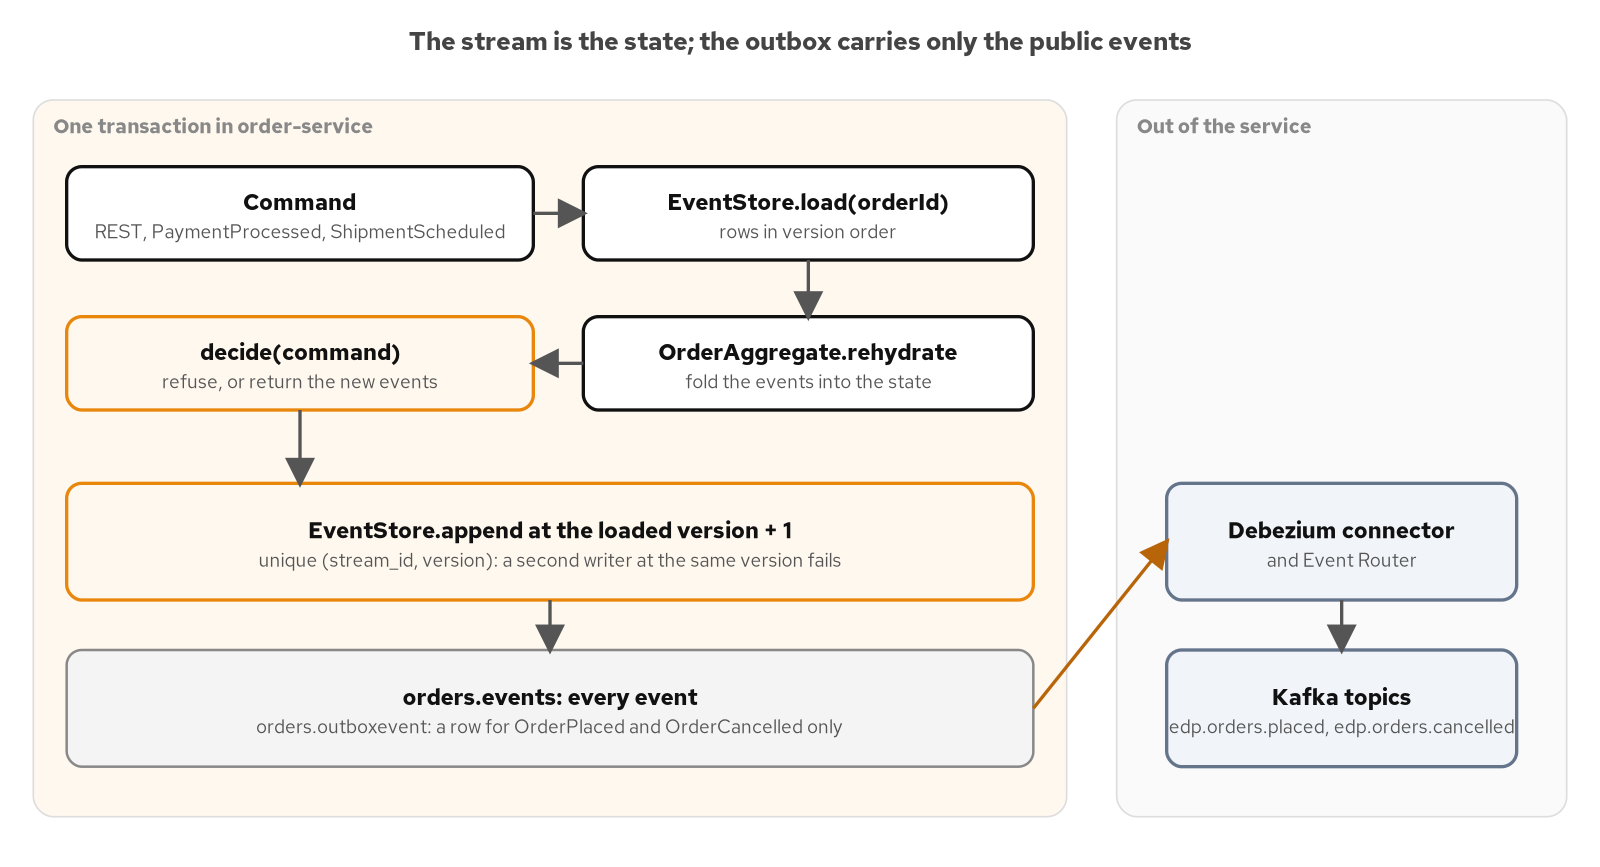 The stream is the state; the outbox carries only the public events
One transaction in order-service
Out of the service
Command
REST, PaymentProcessed, ShipmentScheduled
EventStore.load(orderId)
rows in version order
decide(command)
refuse, or return the new events
OrderAggregate.rehydrate
fold the events into the state
EventStore.append at the loaded version + 1
unique (stream_id, version): a second writer at the same version fails
Debezium connector
and Event Router
orders.events: every event
orders.outboxevent: a row for OrderPlaced and OrderCancelled only
Kafka topics
edp.orders.placed, edp.orders.cancelled